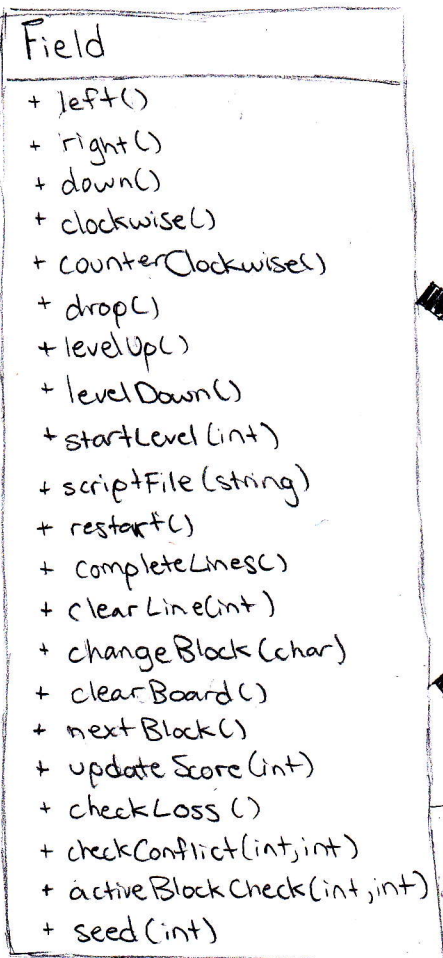 Field
+ left()
+ right()
+ down()
+ clockwise()
+ counterClockwise()
+ drop()
+ levelUp()
+ levelDown()
+ startLevel(int)
+ scriptFile(string)
+ restart()
+ completeLines()
+ clearLine(int)
+ changeBlock(char)
+ clearBoard()
+ nextBlock()
+ updateScore(int)
+ checkLoss()
+ checkConflict(int,int)
+ activeBlockCheck(int,int)
+ seed(int)